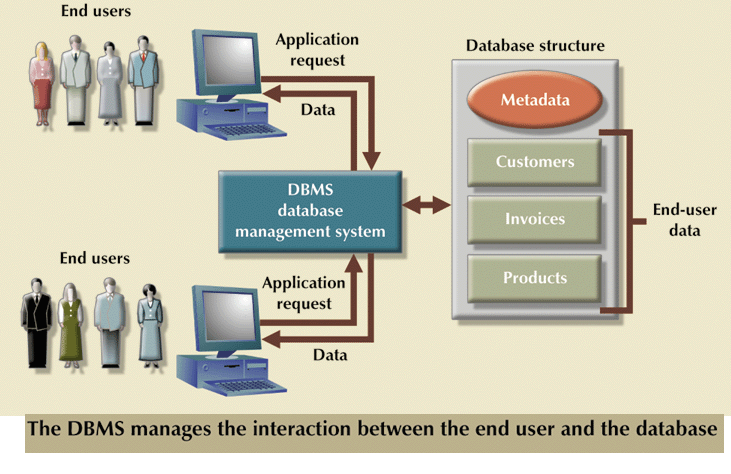 End users
Application
request
Data
Database structure
Metadata
Customers
Invoices
Products
End-user
data
DBMS
database
management system
End users
Application
request
Data
The DBMS manages the interaction between the end user and the database